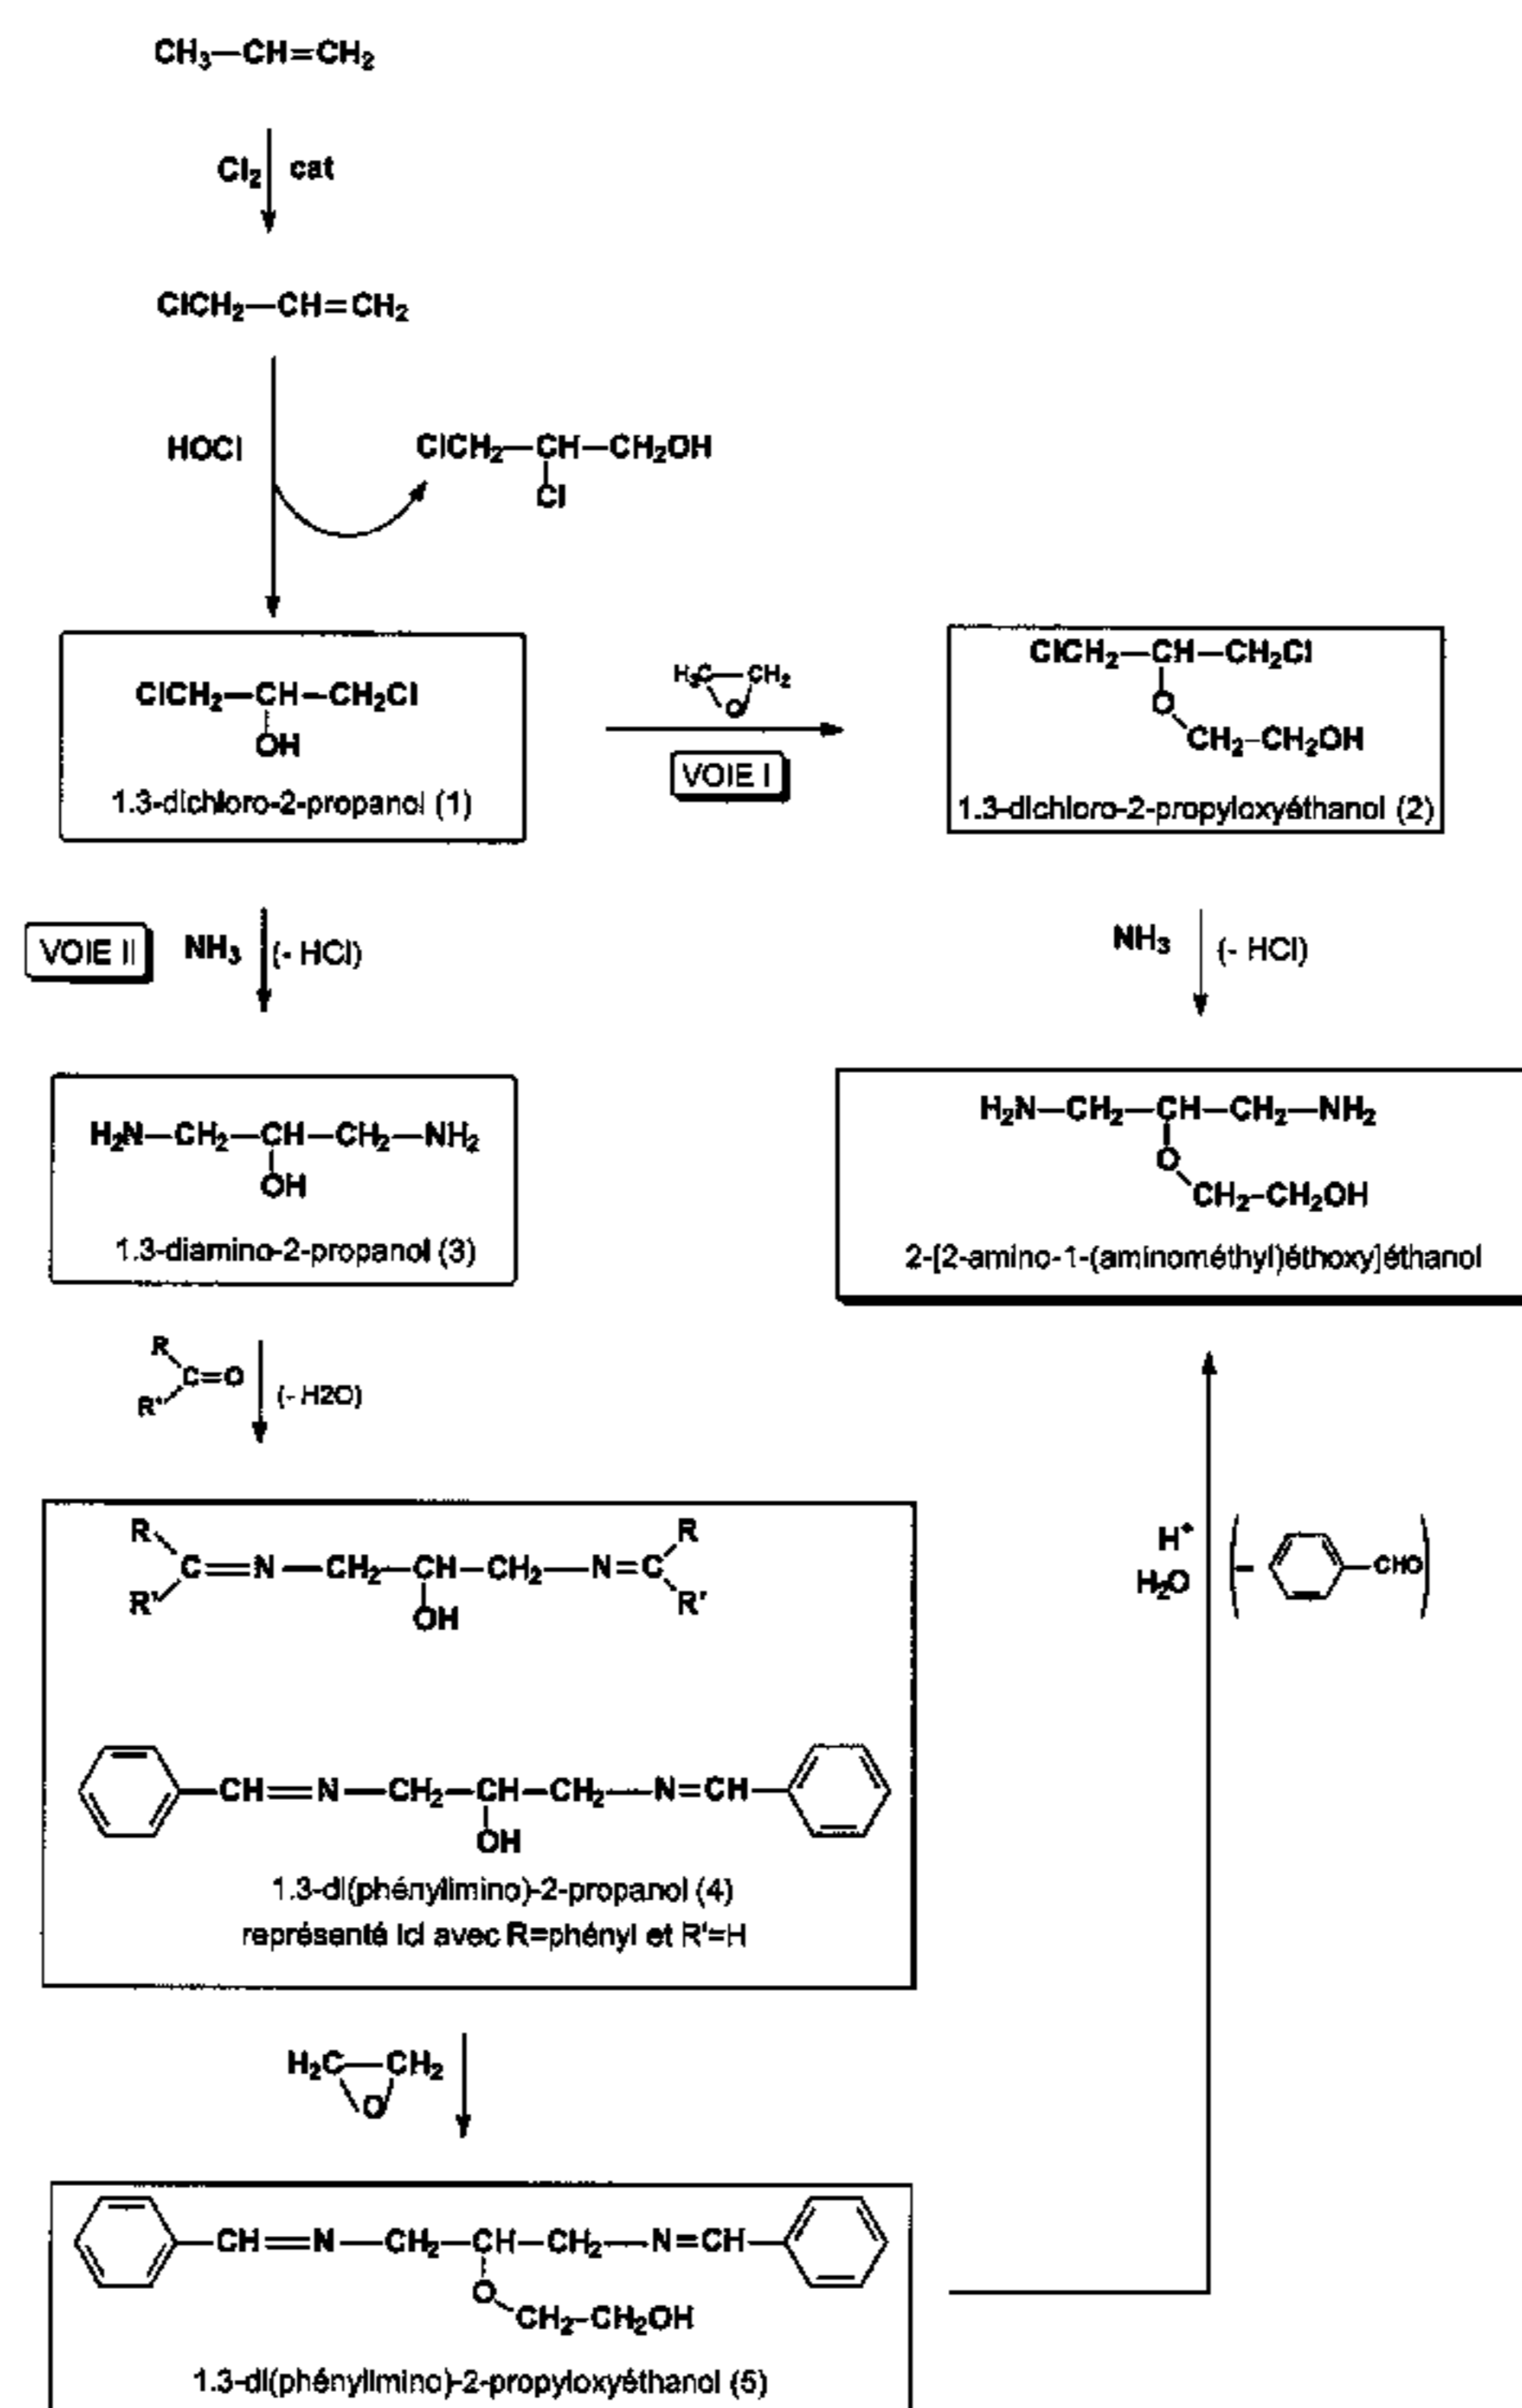 CH₃—CH=CH₂
Cl₂ cat
ClCH₂—CH=CH₂
HOCl
ClCH₂—CH—CH₂OH
Cl
ClCH₂—CH—CH₂Cl
OH
1.3-dichloro-2-propanol (1)
H₂C—CH₂
O
VOIE I
ClCH₂—CH—CH₂Cl
O
CH₂-CH₂OH
1.3-dichloro-2-propyloxyéthanol (2)
VOIE II NH₃ (- HCl)
NH₃ (- HCl)
H₂N—CH₂—CH—CH₂—NH₂
OH
1.3-diamino-2-propanol (3)
H₂N—CH₂—CH—CH₂—NH₂
O
CH₂-CH₂OH
2-[2-amino-1-(aminométhyl)éthoxy]éthanol
R
C=O
R'
(- H2O)
R R
C=N—CH₂—CH—CH₂—N=C
R' OH R'
CH=N—CH₂—CH—CH₂—N=CH
OH
1.3-di(phénylimino)-2-propanol (4)
représenté ici avec R=phényl et R'=H
H⁺
H₂O ( - CHO )
H₂C—CH₂
O
CH=N—CH₂—CH—CH₂—N=CH
O
CH₂-CH₂OH
1.3-di(phénylimino)-2-propyloxyéthanol (5)